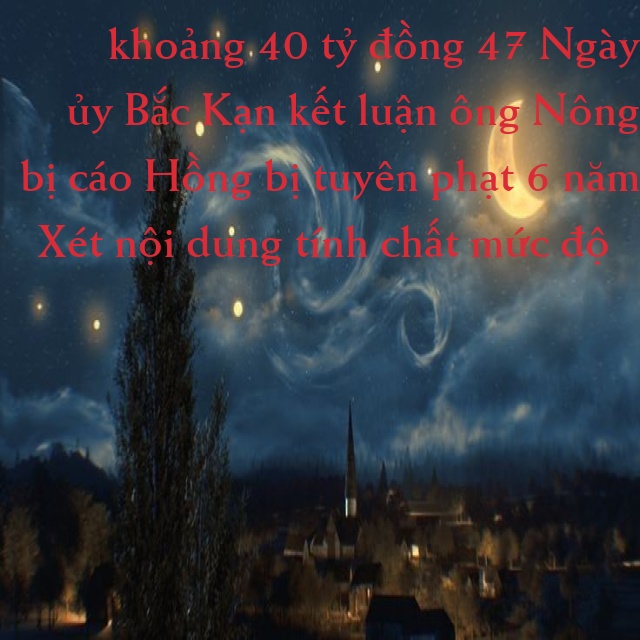 khoảng 40 tỷ đồng 47 Ngày
ủy Bắc Kạn kết luận ông Nông
bị cáo Hồng bị tuyên phạt 6 năm
Xét nội dung tính chất mức độ